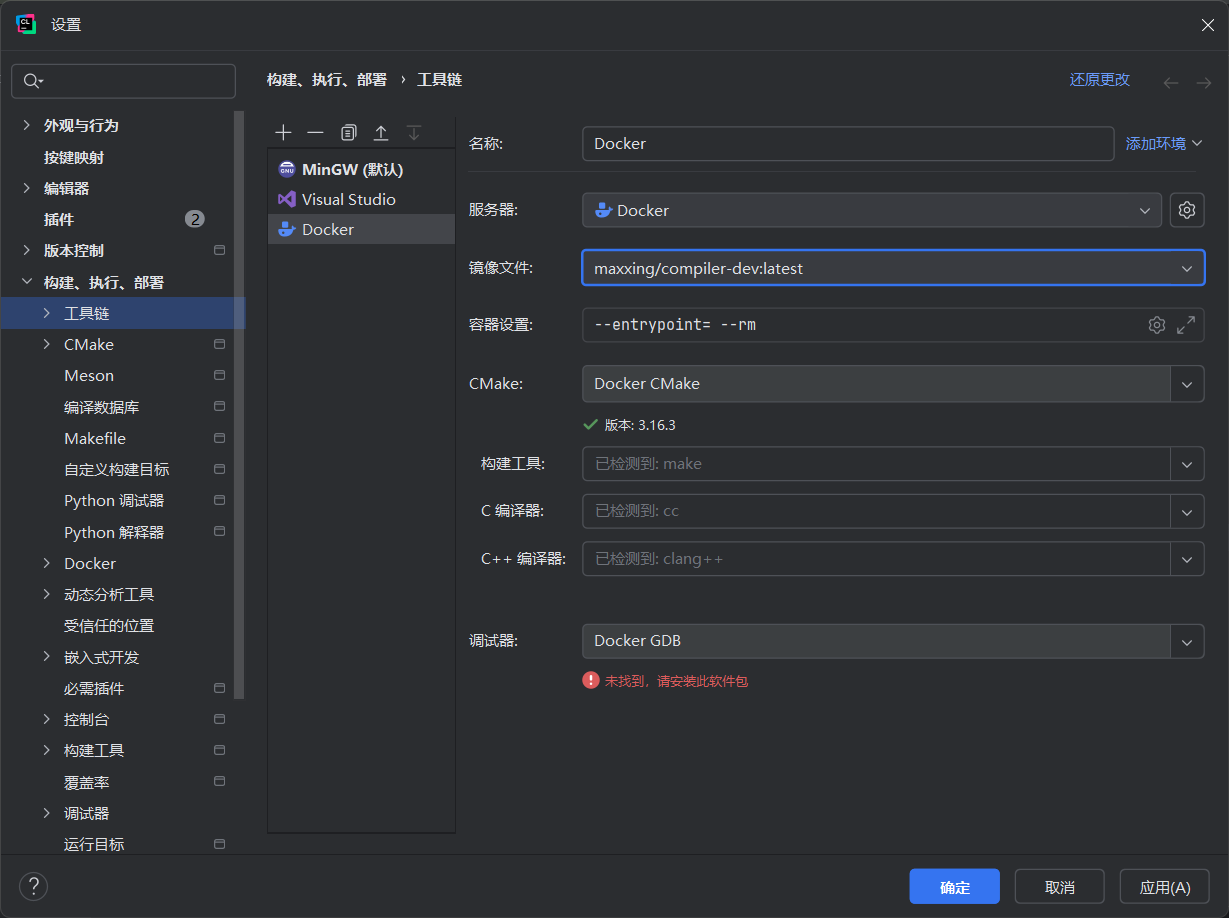 设置
构建、执行、部署 › 工具链
还原更改
外观与行为
按键映射
编辑器
插件 2
版本控制
构建、执行、部署
工具链
CMake
Meson
编译数据库
Makefile
自定义构建目标
Python 调试器
Python 解释器
Docker
动态分析工具
受信任的位置
嵌入式开发
必需插件
控制台
构建工具
覆盖率
调试器
运行目标
MinGW (默认)
Visual Studio
Docker
名称: Docker 添加环境
服务器: Docker
镜像文件: maxxing/compiler-dev:latest
容器设置: --entrypoint= --rm
CMake: Docker CMake
版本: 3.16.3
构建工具: 已检测到: make
C 编译器: 已检测到: cc
C++ 编译器: 已检测到: clang++
调试器: Docker GDB
未找到，请安装此软件包
?
确定 取消 应用(A)